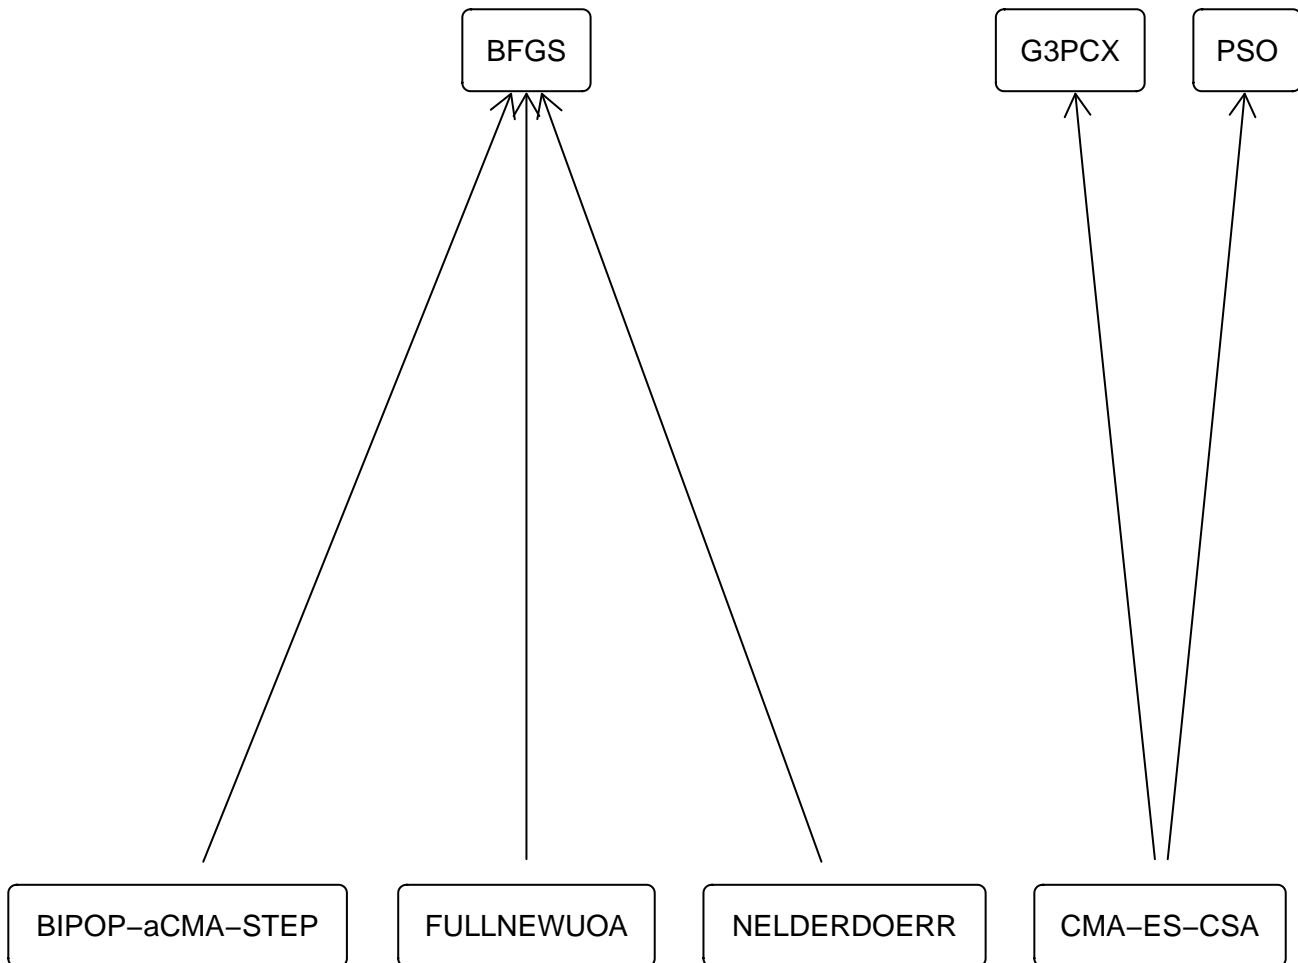 BFGS
G3PCX
PSO
BIPOP−aCMA−STEP
FULLNEWUOA
NELDERDOERR
CMA−ES−CSA